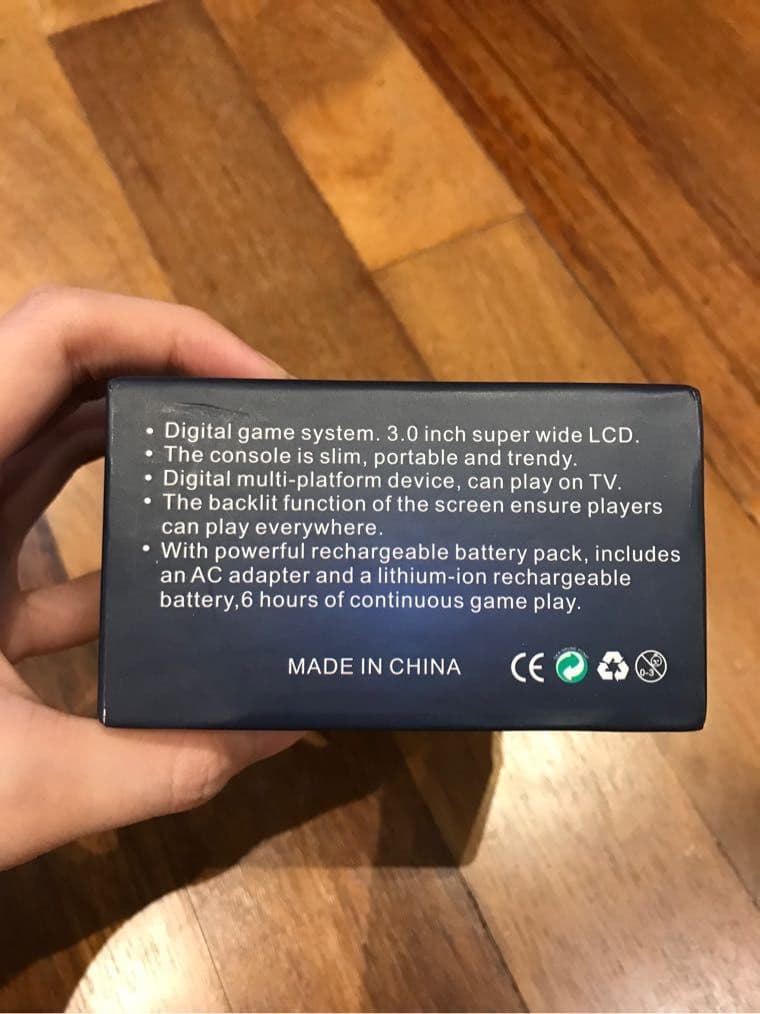 • Digital game system. 3.0 inch super wide LCD.
• The console is slim, portable and trendy.
• Digital multi-platform device, can play on TV.
• The backlit function of the screen ensure players
can play everywhere.
• With powerful rechargeable battery pack, includes
an AC adapter and a lithium-ion rechargeable
battery,6 hours of continuous game play.
MADE IN CHINA CE 0-3